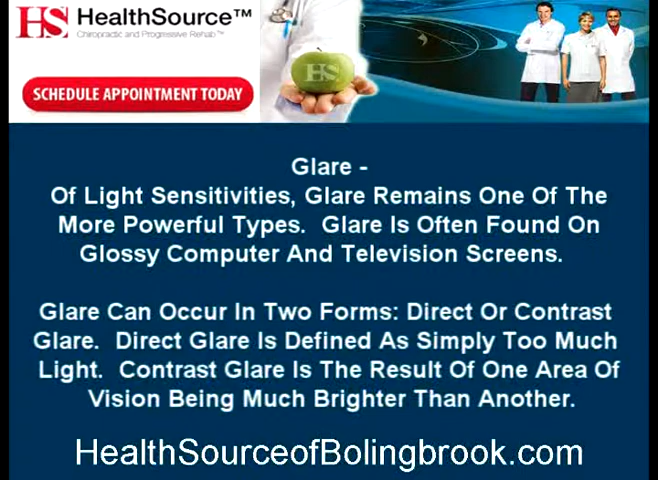 HS HealthSource™
Chiropractic and Progressive Rehab™
SCHEDULE APPOINTMENT TODAY
HS
Glare -
Of Light Sensitivities, Glare Remains One Of The
More Powerful Types.  Glare Is Often Found On
Glossy Computer And Television Screens.
Glare Can Occur In Two Forms: Direct Or Contrast
Glare.  Direct Glare Is Defined As Simply Too Much
Light.  Contrast Glare Is The Result Of One Area Of
Vision Being Much Brighter Than Another.
HealthSourceofBolingbrook.com